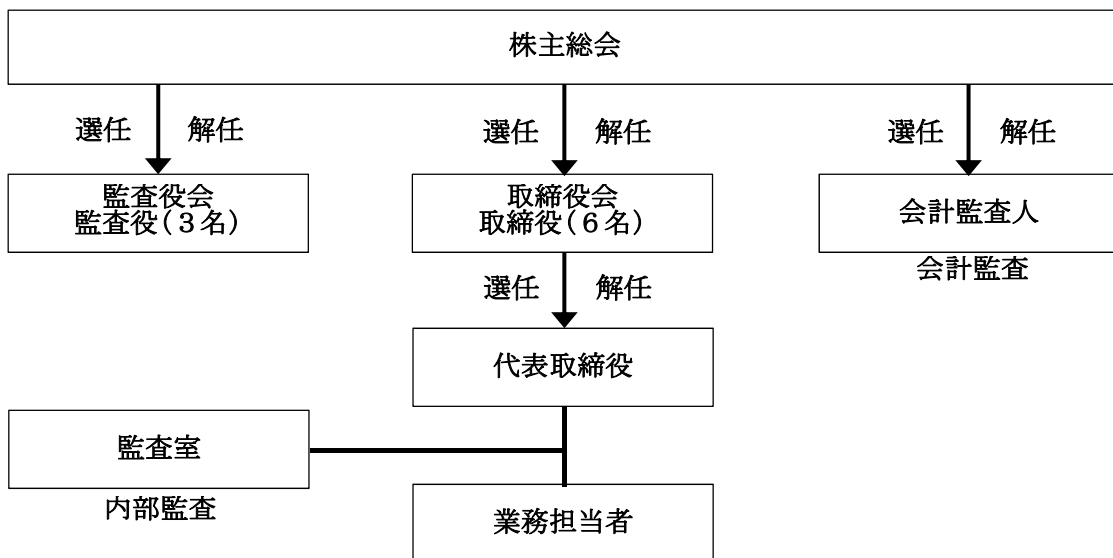 株主総会
選任 解任
選任 解任
選任 解任
監査役会
監査役(3名)
取締役会
取締役(6名)
会計監査人
会計監査
選任 解任
代表取締役
監査室
内部監査
業務担当者